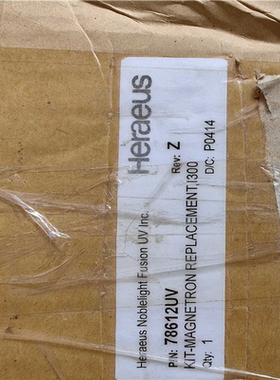 Heraeus
Heraeus Noblelight Fusion UV Inc.
P/N: 78612UV
Rev: Z
KIT-MAGNETRON REPLACEMENT,I300
Qty: 1
D/C: P0414